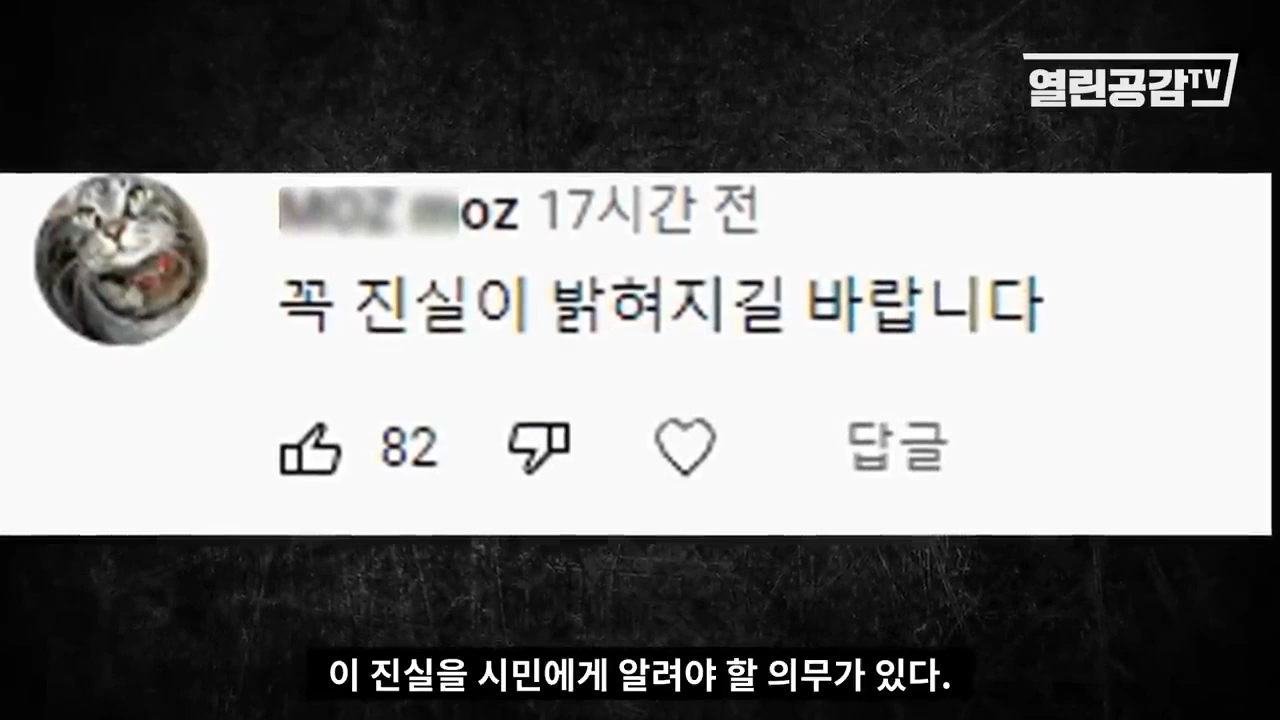 열린공감TV
oz 17시간 전
꼭 진실이 밝혀지길 바랍니다
82
답글
이 진실을 시민에게 알려야 할 의무가 있다.